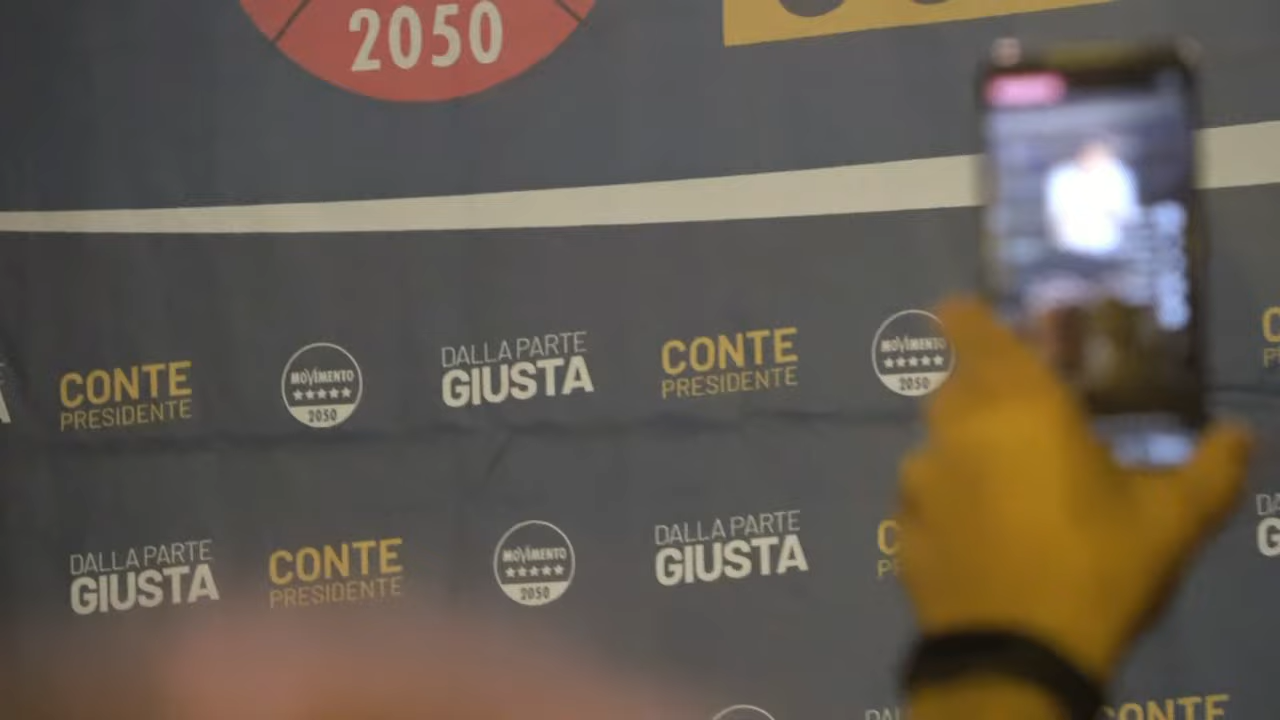 2050
CONTE
PRESIDENTE
MOVIMENTO
2050
DALLA PARTE
GIUSTA
CONTE
PRESIDENTE
MOVIMENTO
2050
DALLA PARTE
GIUSTA
CONTE
PRESIDENTE
MOVIMENTO
2050
DALLA PARTE
GIUSTA
CONTE